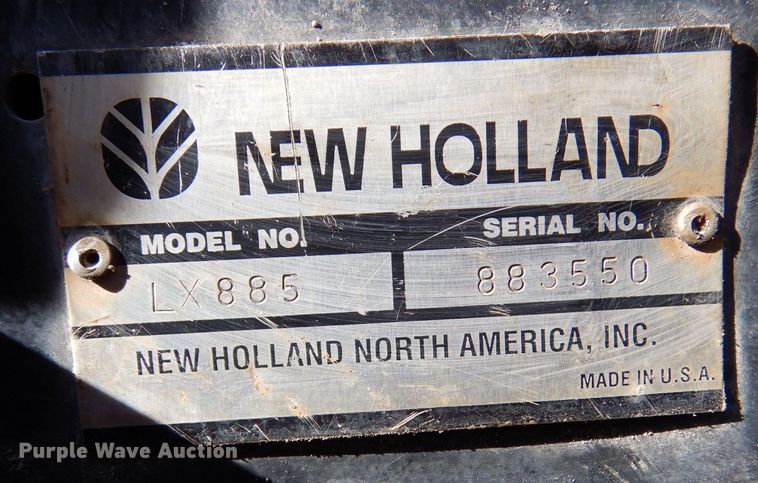 NEW HOLLAND
MODEL NO. SERIAL NO.
LX885 883550
NEW HOLLAND NORTH AMERICA, INC.
MADE IN U.S.A.
Purple Wave Auction